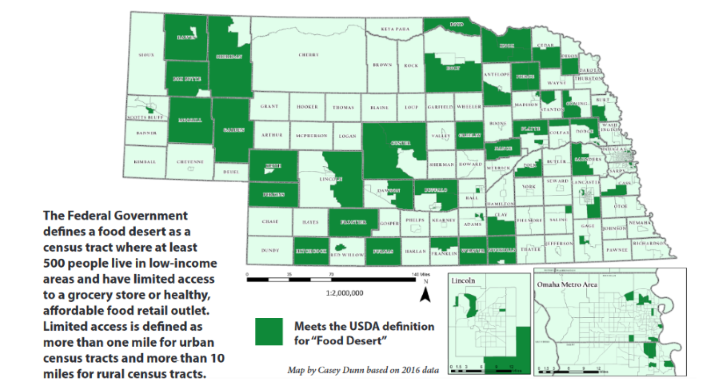 KEYA PAHA
BOYD
KNOX
CEDAR
DAKOTA
DAWES
SHERIDAN
SIOUX
CHERRY
BROWN
ROCK
HOLT
ANTELOPE
PIERCE
WAYNE
THURSTON
BOX BUTTE
MADISON
STANTON
CUMING
BURT
SCOTTS BLUFF
MORRILL
GARDEN
GRANT
HOOKER
THOMAS
BLAINE
LOUP
GARFIELD
WHEELER
BOONE
PLATTE
COLFAX
DODGE
BANNER
ARTHUR
MCPHERSON
LOGAN
CUSTER
VALLEY
GREELEY
NANCE
KIMBALL
CHEYENNE
DEUEL
KEITH
LINCOLN
SHERMAN
HOWARD
MERRICK
BUTLER
SAUNDERS
SARPY
PERKINS
DAWSON
BUFFALO
HALL
HAMILTON
YORK
SEWARD
LANCASTER
OTOE
CHASE
HAYES
FRONTIER
GOSPER
PHELPS
KEARNEY
ADAMS
CLAY
FILLMORE
SALINE
GAGE
JOHNSON
NEMAHA
DUNDY
HITCHCOCK
RED WILLOW
FURNAS
HARLAN
FRANKLIN
WEBSTER
THAYER
JEFFERSON
PAWNEE
RICHARDSON
The Federal Government
defines a food desert as a
census tract where at least
500 people live in low-income
areas and have limited access
to a grocery store or healthy,
affordable food retail outlet.
Limited access is defined as
more than one mile for urban
census tracts and more than 10
miles for rural census tracts.
0 35 70 140 Miles
1:2,000,000
N
Meets the USDA definition
for "Food Desert"
Map by Casey Dunn based on 2016 data
Lincoln
Omaha Metro Area